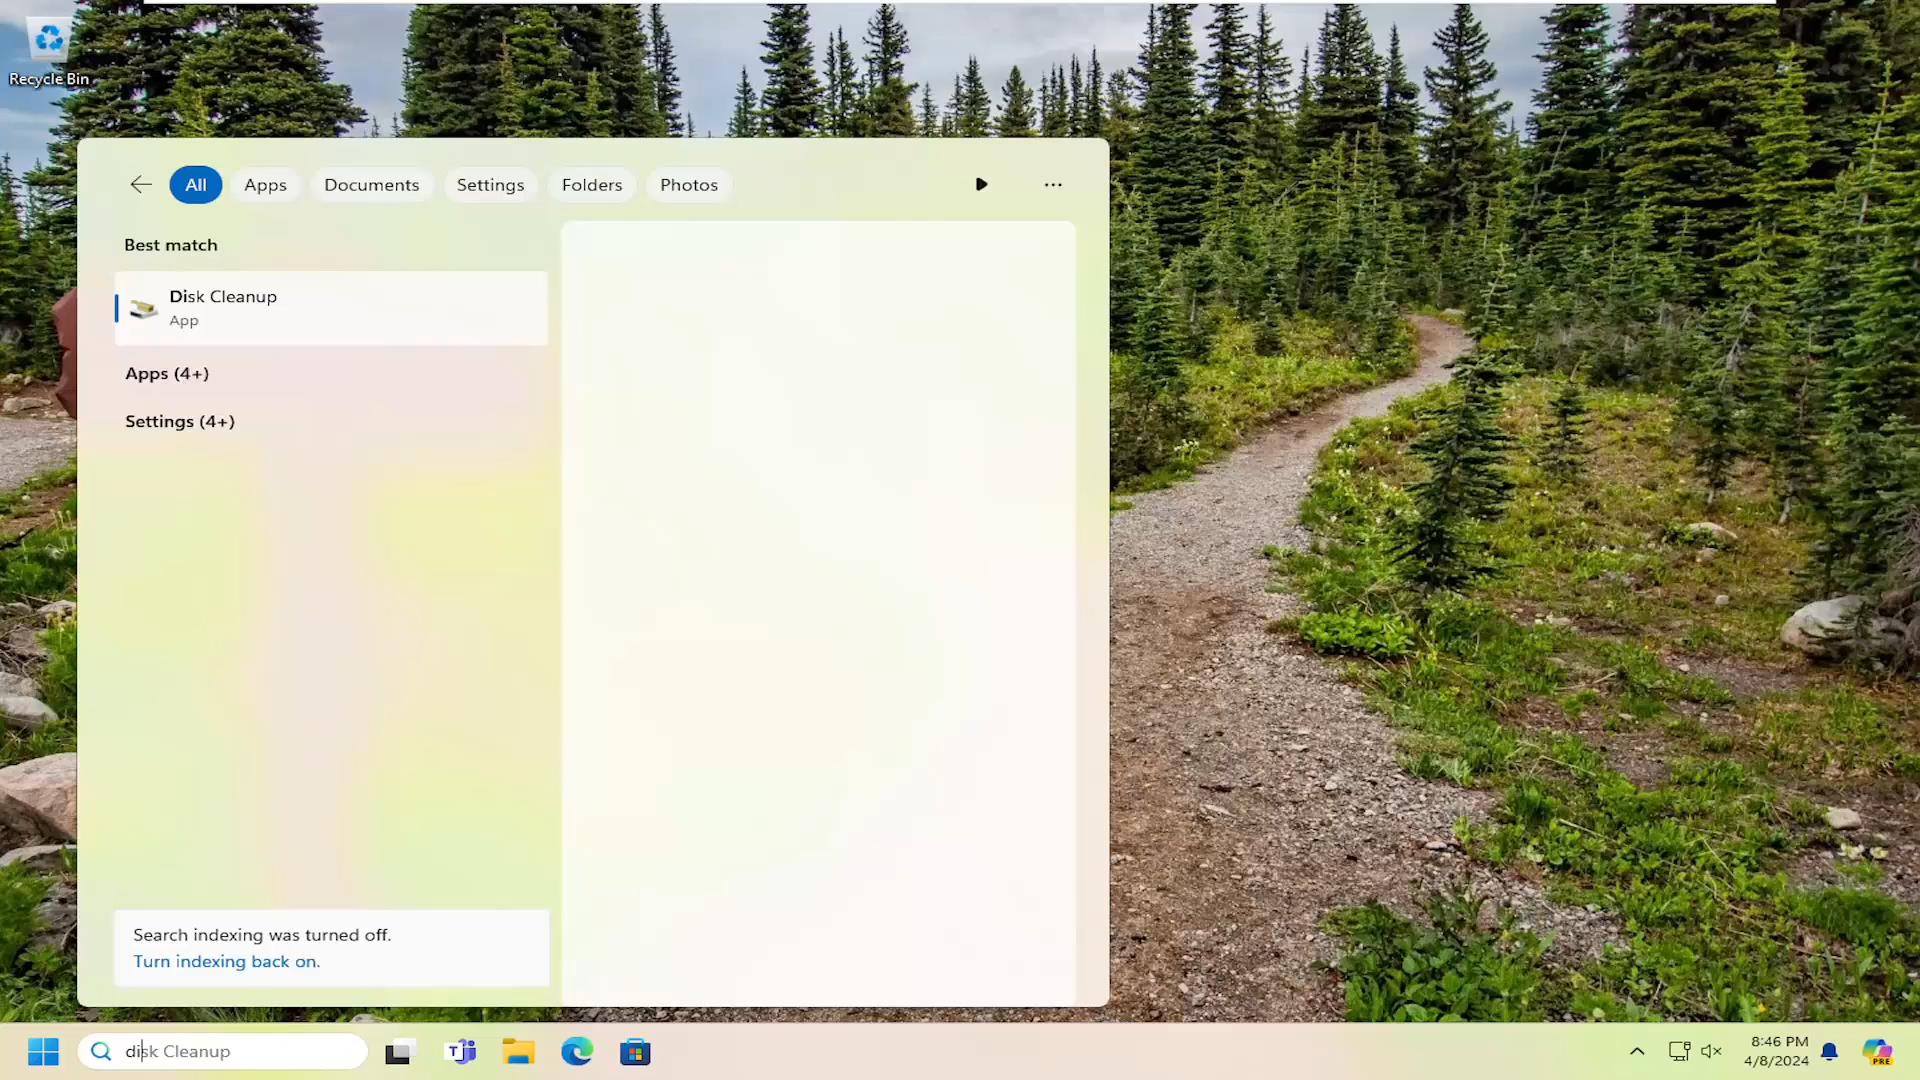 Recycle Bin
All
Apps
Documents
Settings
Folders
Photos
Best match
Disk Cleanup
App
Apps (4+)
Settings (4+)
Search indexing was turned off.
Turn indexing back on.
disk Cleanup
T
8:46 PM
4/8/2024
PRE